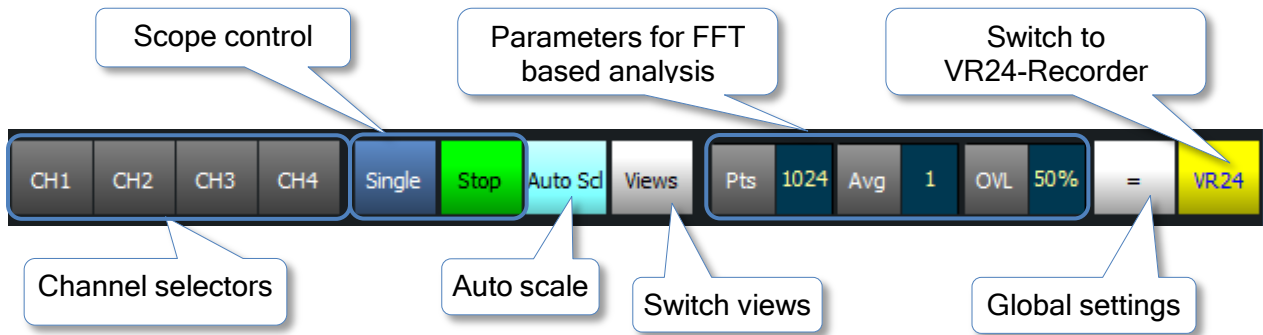 Scope control
Parameters for FFT
based analysis
Switch to
VR24-Recorder
CH1 CH2 CH3 CH4 Single Stop Auto Scl Views Pts 1024 Avg 1 OVL 50% = VR24
Channel selectors
Auto scale
Switch views
Global settings